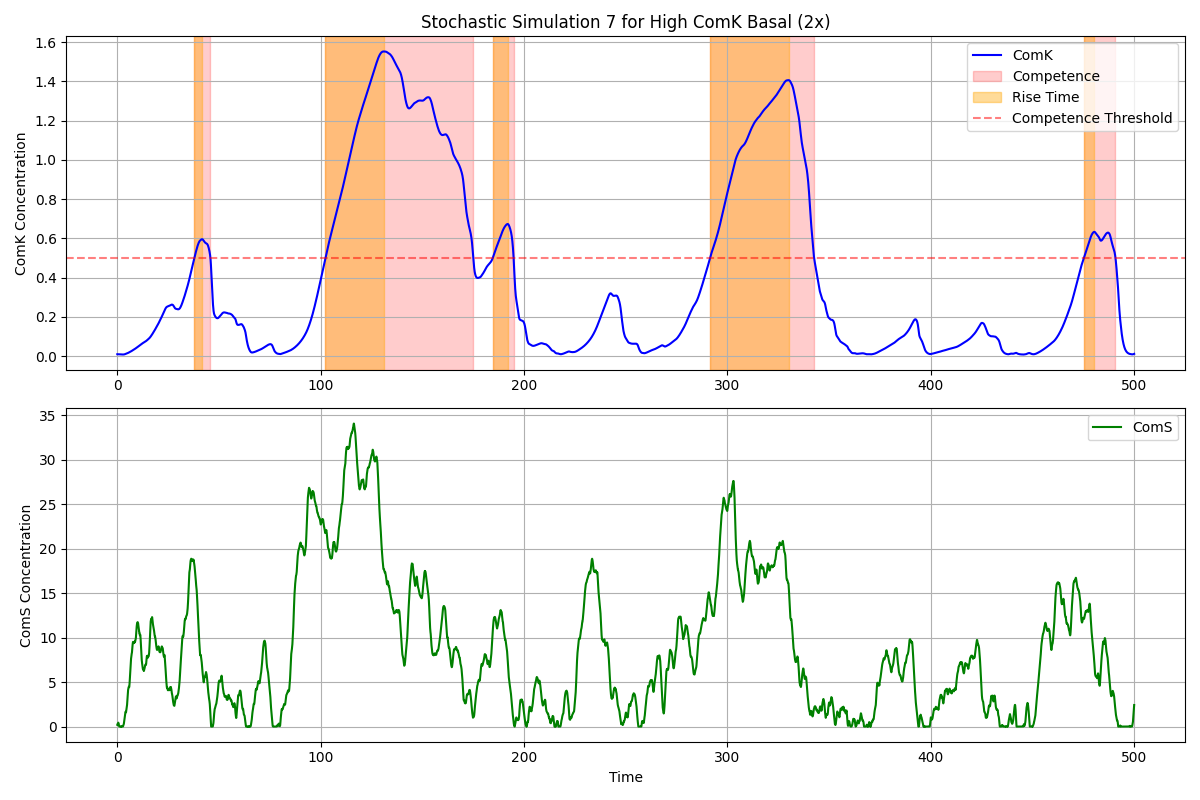 Stochastic Simulation 7 for High ComK Basal (2x)
ComK Concentration
1.6
1.4
1.2
1.0
0.8
0.6
0.4
0.2
0.0
ComK
Competence
Rise Time
Competence Threshold
0 100 200 300 400 500
ComS Concentration
35
30
25
20
15
10
5
0
ComS
0 100 200 300 400 500
Time